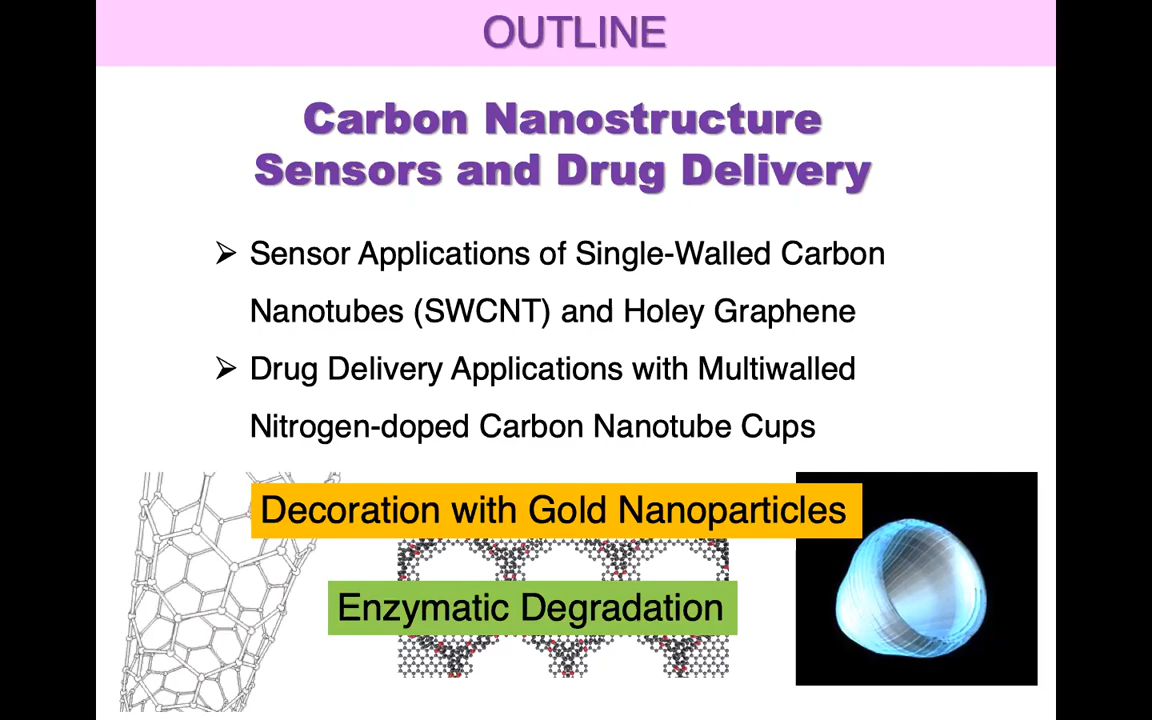 OUTLINE
Carbon Nanostructure
Sensors and Drug Delivery
➢ Sensor Applications of Single-Walled Carbon
Nanotubes (SWCNT) and Holey Graphene
➢ Drug Delivery Applications with Multiwalled
Nitrogen-doped Carbon Nanotube Cups
Decoration with Gold Nanoparticles
Enzymatic Degradation